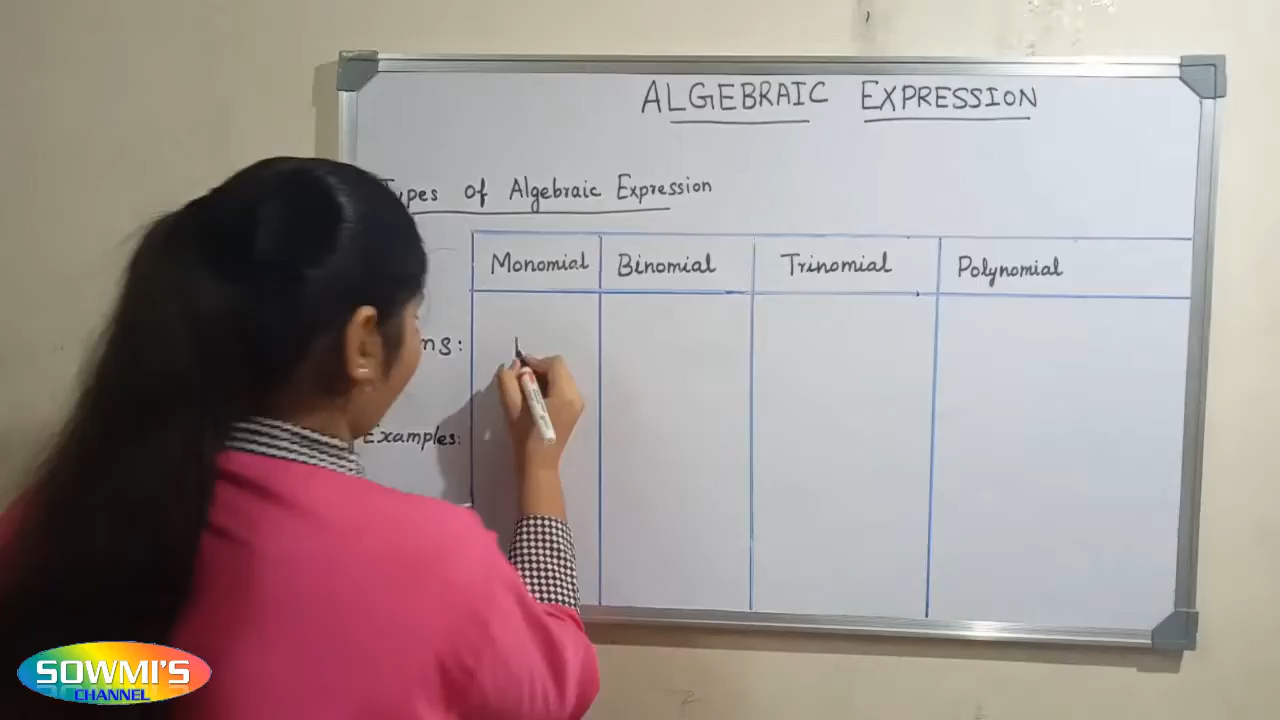 ALGEBRAIC EXPRESSION
Types of Algebraic Expression
Monomial Binomial Trinomial Polynomial
Examples:
SOWMI'S
CHANNEL